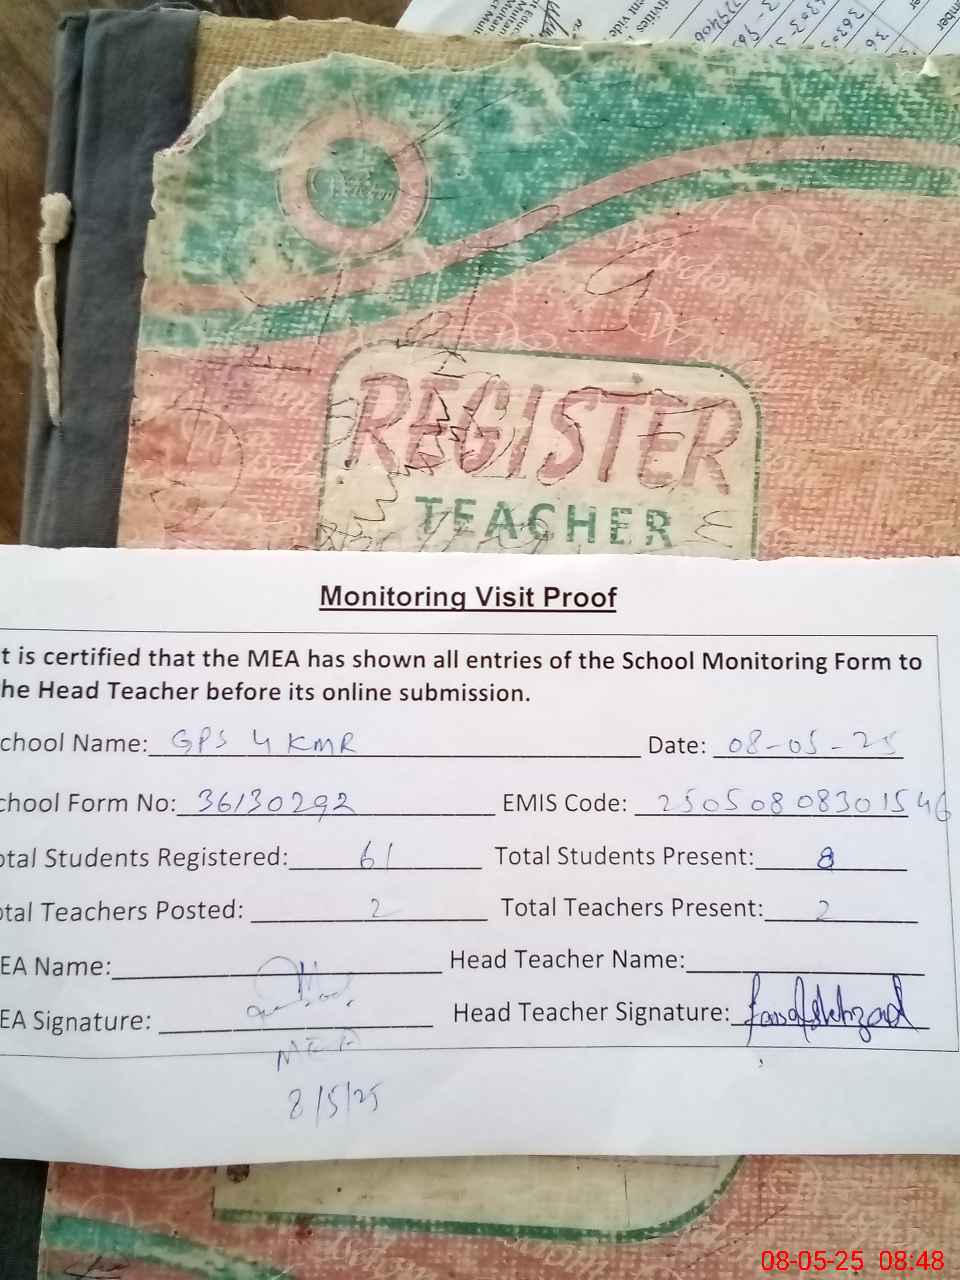 REGISTER
TEACHER
Monitoring Visit Proof
t is certified that the MEA has shown all entries of the School Monitoring Form to
he Head Teacher before its online submission.
chool Name: GPS 4 KMR Date: 08-05-25
chool Form No: 36130292 EMIS Code: 250508083015 46
otal Students Registered: 61 Total Students Present: 8
otal Teachers Posted: 2 Total Teachers Present: 2
EA Name: Head Teacher Name:
EA Signature: Head Teacher Signature:
MEA
8/5/25
08-05-25 08:48